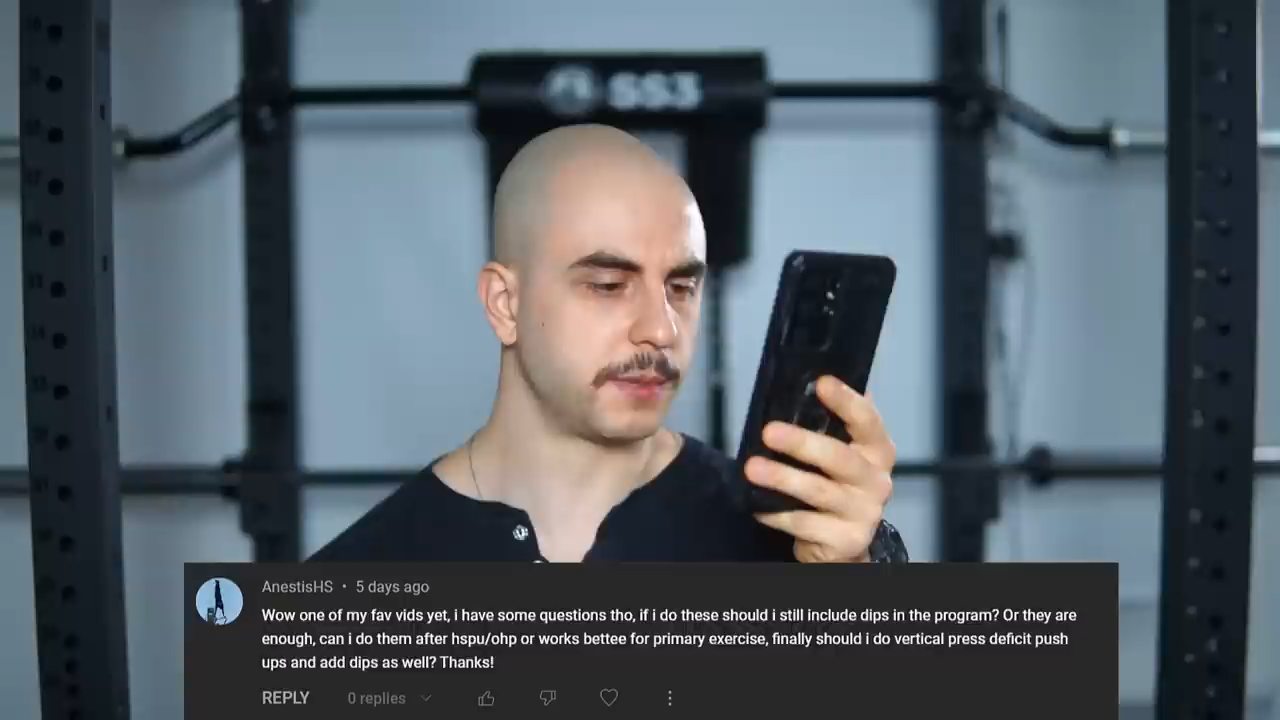 SS3
AnestisHS • 5 days ago
Wow one of my fav vids yet, i have some questions tho, if i do these should i still include dips in the program? Or they are
enough, can i do them after hspu/ohp or works bettee for primary exercise, finally should i do vertical press deficit push
ups and add dips as well? Thanks!
REPLY 0 replies